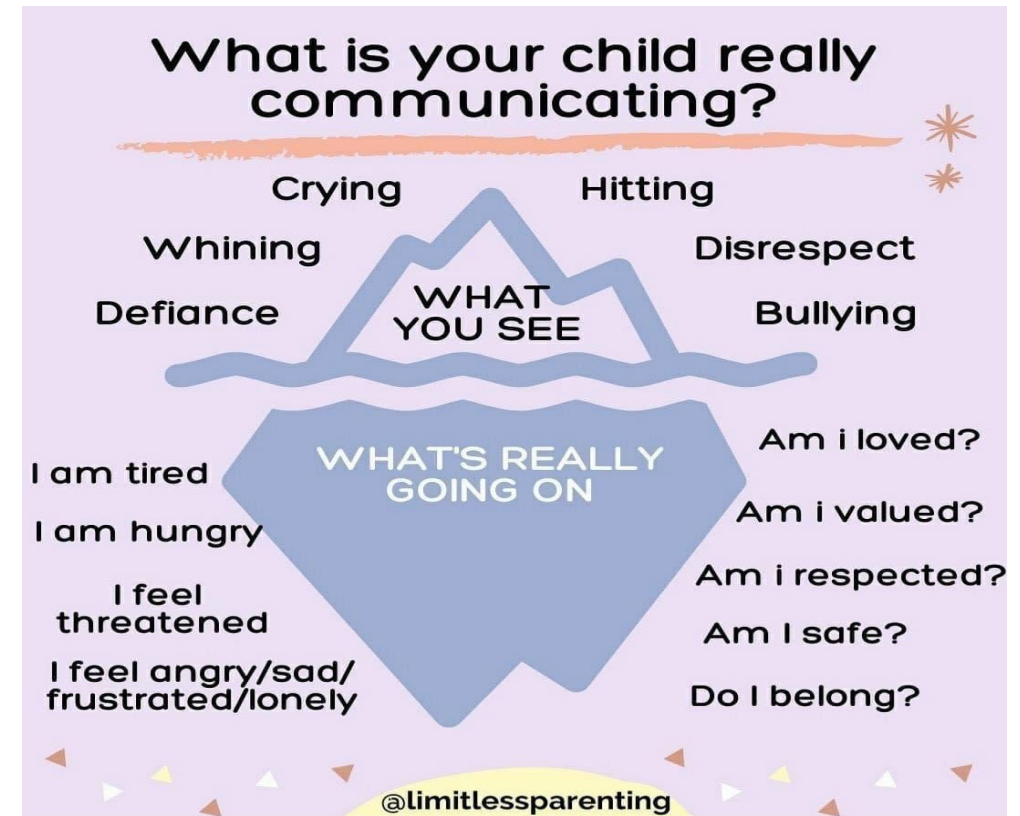 What is your child really
communicating?
Crying
Hitting
Whining
Disrespect
Defiance
Bullying
WHAT
YOU SEE
WHAT'S REALLY
GOING ON
I am tired
I am hungry
I feel
threatened
I feel angry/sad/
frustrated/lonely
Am i loved?
Am i valued?
Am i respected?
Am I safe?
Do I belong?
@limitlessparenting